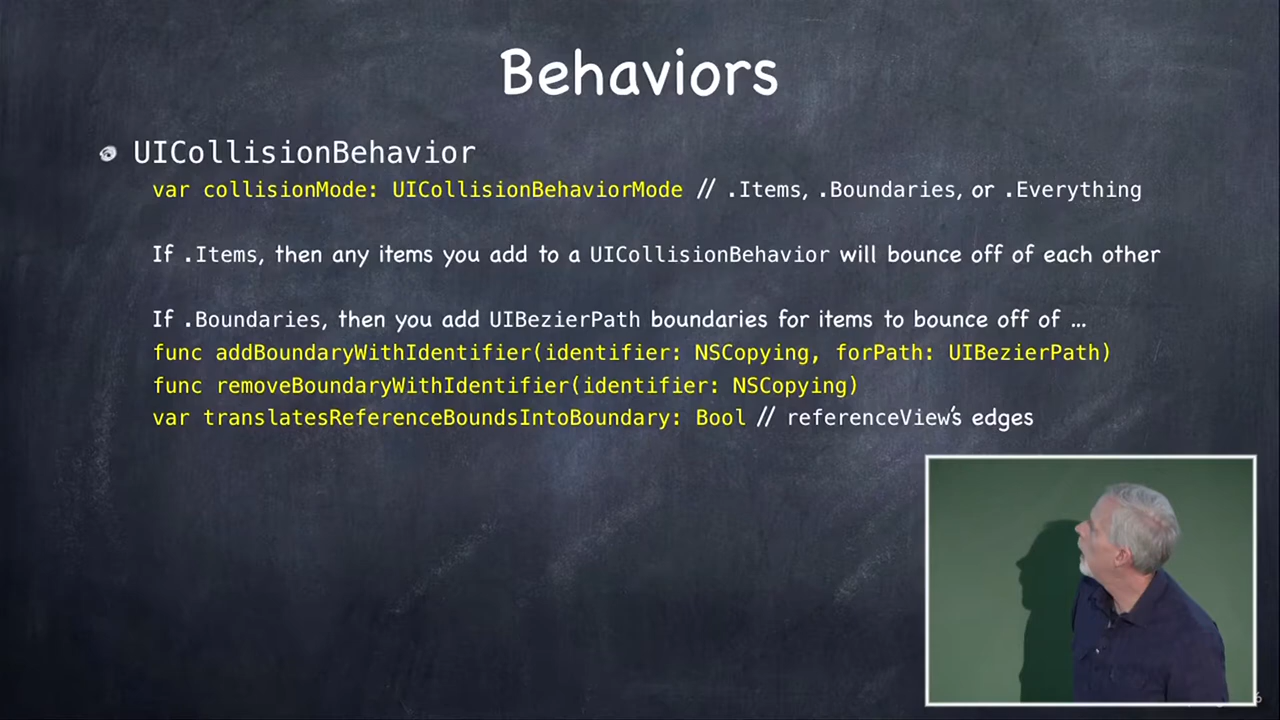 Behaviors
UICollisionBehavior
var collisionMode: UICollisionBehaviorMode // .Items, .Boundaries, or .Everything
If .Items, then any items you add to a UICollisionBehavior will bounce off of each other
If .Boundaries, then you add UIBezierPath boundaries for items to bounce off of ...
func addBoundaryWithIdentifier(identifier: NSCopying, forPath: UIBezierPath)
func removeBoundaryWithIdentifier(identifier: NSCopying)
var translatesReferenceBoundsIntoBoundary: Bool // referenceView's edges